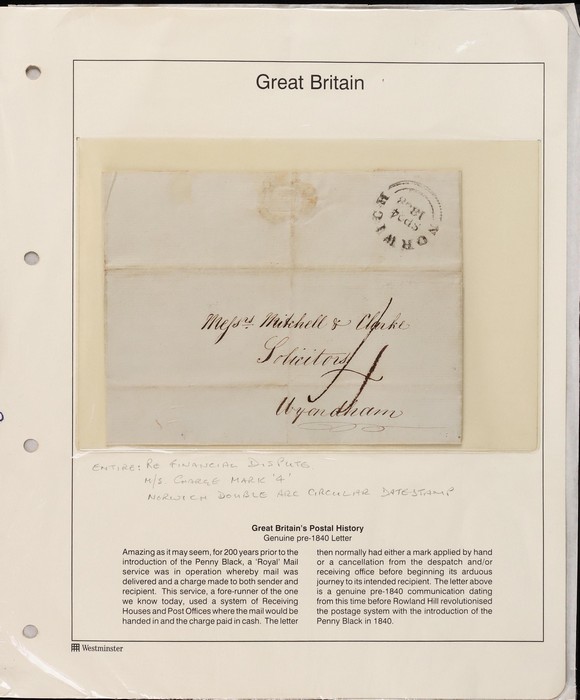 Great Britain
NORWICH
SP24
1838
Messrs. Mitchell & Clarke
Solicitors
4
Wyondham
ENTIRE: RE FINANCIAL DISPUTE
M/S CHARGE MARK '4'
NORWICH DOUBLE ARC CIRCULAR DATESTAMP
Great Britain's Postal History
Genuine pre-1840 Letter
Amazing as it may seem, for 200 years prior to the
introduction of the Penny Black, a 'Royal' Mail
service was in operation whereby mail was
delivered and a charge made to both sender and
recipient. This service, a fore-runner of the one
we know today, used a system of Receiving
Houses and Post Offices where the mail would be
handed in and the charge paid in cash. The letter
then normally had either a mark applied by hand
or a cancellation from the despatch and/or
receiving office before beginning its arduous
journey to its intended recipient. The letter above
is a genuine pre-1840 communication dating
from this time before Rowland Hill revolutionised
the postage system with the introduction of the
Penny Black in 1840.
Westminster